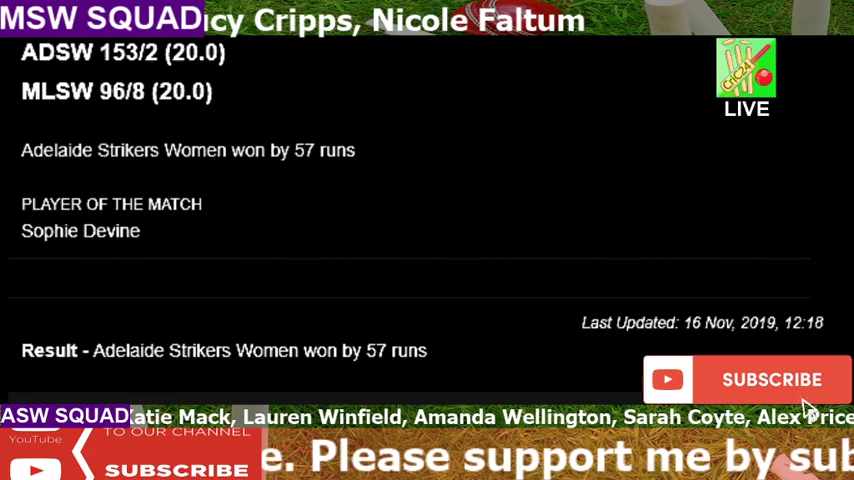 MSW SQUAD ucy Cripps, Nicole Faltum
ADSW 153/2 (20.0)
MLSW 96/8 (20.0)
CriC24
LIVE
Adelaide Strikers Women won by 57 runs
PLAYER OF THE MATCH
Sophie Devine
Last Updated: 16 Nov, 2019, 12:18
Result - Adelaide Strikers Women won by 57 runs
SUBSCRIBE
ASW SQUAD Katie Mack, Lauren Winfield, Amanda Wellington, Sarah Coyte, Alex Price
YouTube
TO OUR CHANNEL
SUBSCRIBE
e. Please support me by sub